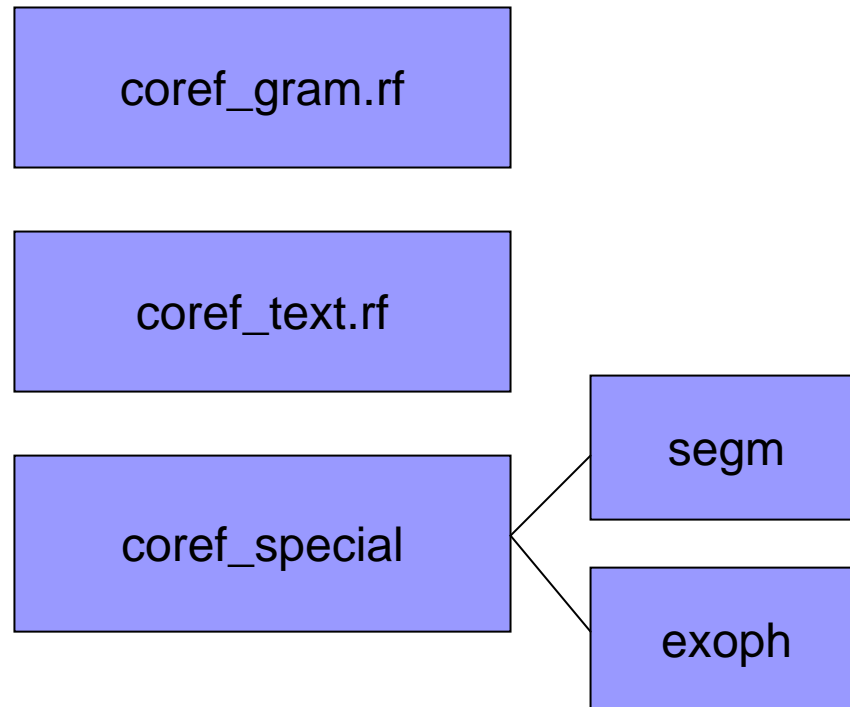 coref_gram.rf
coref_text.rf
coref_special
segm
exoph